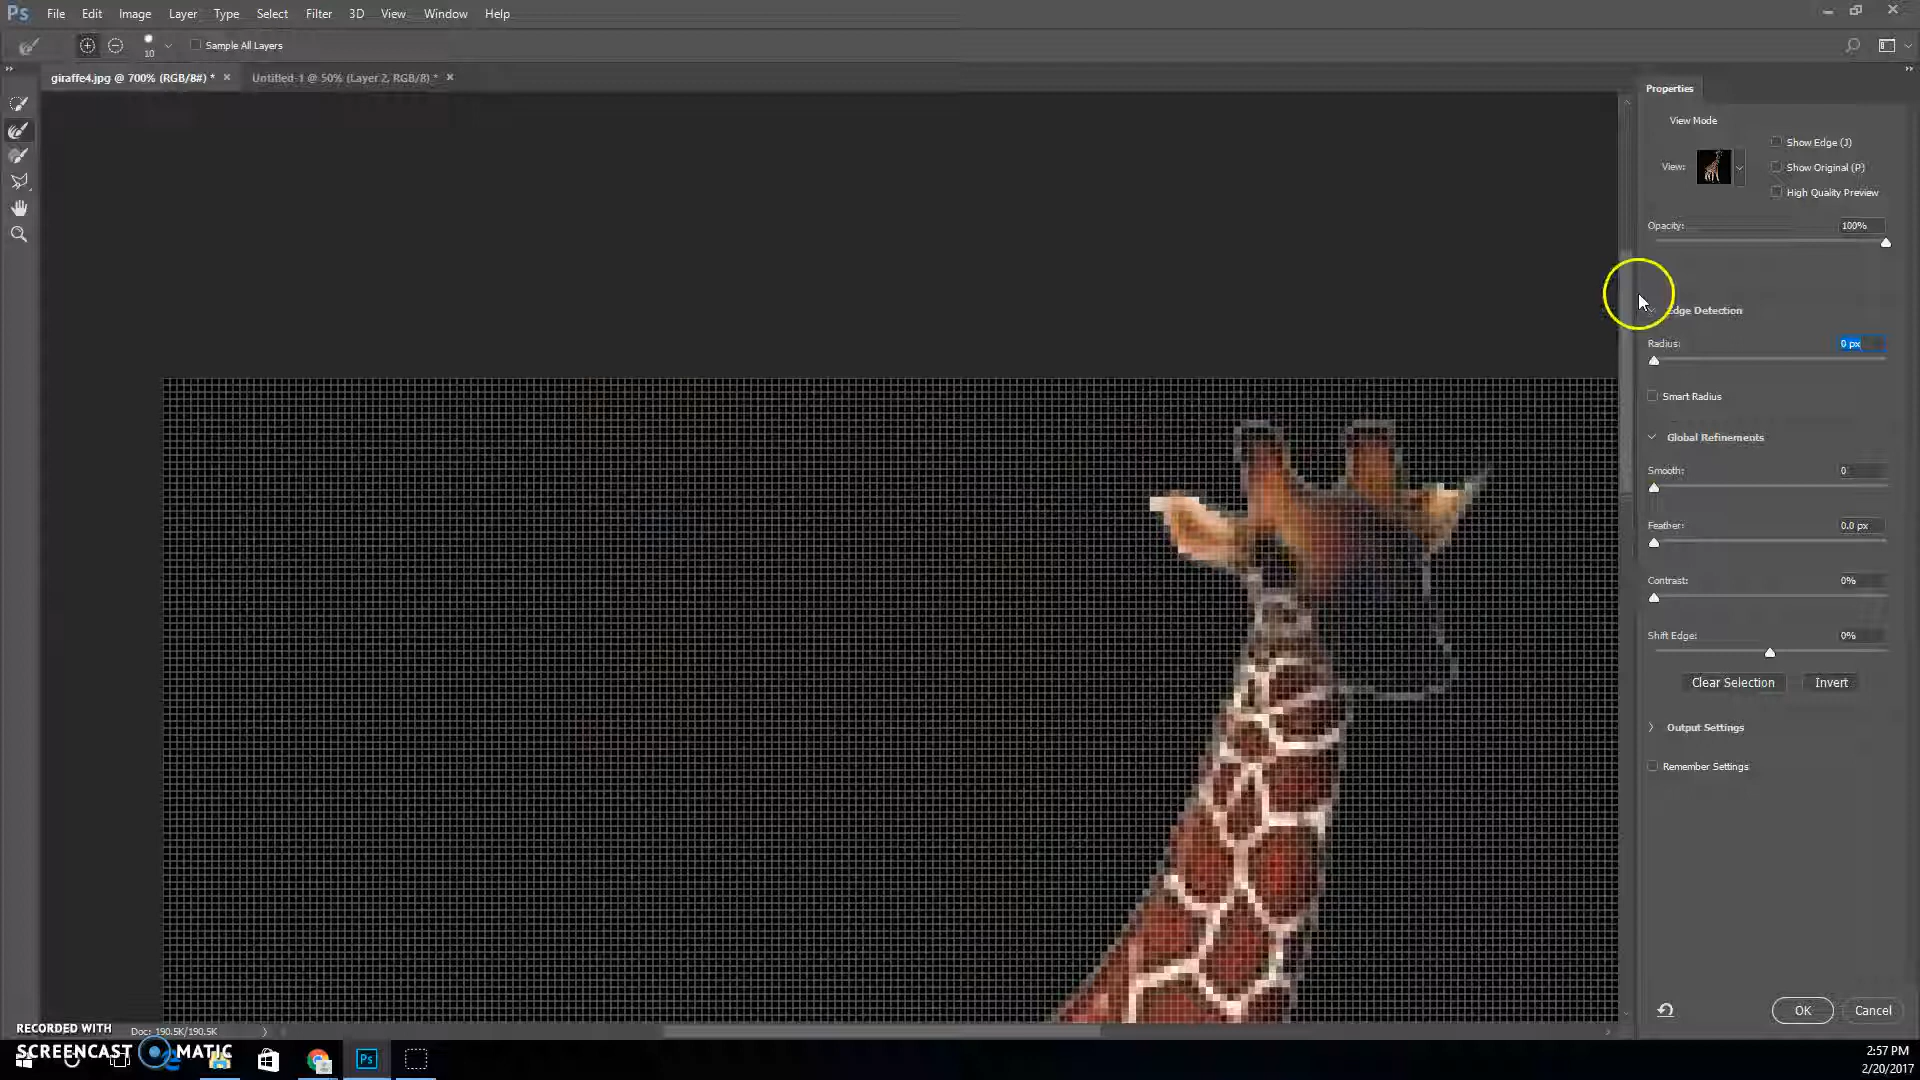 Ps File Edit Image Layer Type Select Filter 3D View Window Help
10 Sample All Layers
giraffe4.jpg @ 700% (RGB/8#) * × Untitled-1 @ 50% (Layer 2, RGB/8) * ×
Properties
View Mode
View:
Show Edge (J)
Show Original (P)
High Quality Preview
Opacity: 100%
Edge Detection
Radius: 0 px
Smart Radius
Global Refinements
Smooth: 0
Feather: 0.0 px
Contrast: 0%
Shift Edge: 0%
Clear Selection Invert
Output Settings
Remember Settings
OK Cancel
Doc: 190.5K/190.5K
RECORDED WITH
SCREENCAST MATIC
Ps
2:57 PM
2/20/2017